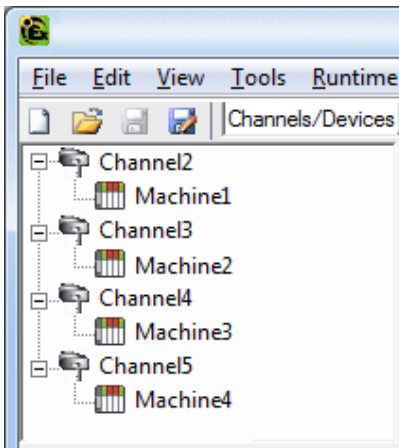 File Edit View Tools Runtime
Channels/Devices
Channel2
Machine1
Channel3
Machine2
Channel4
Machine3
Channel5
Machine4